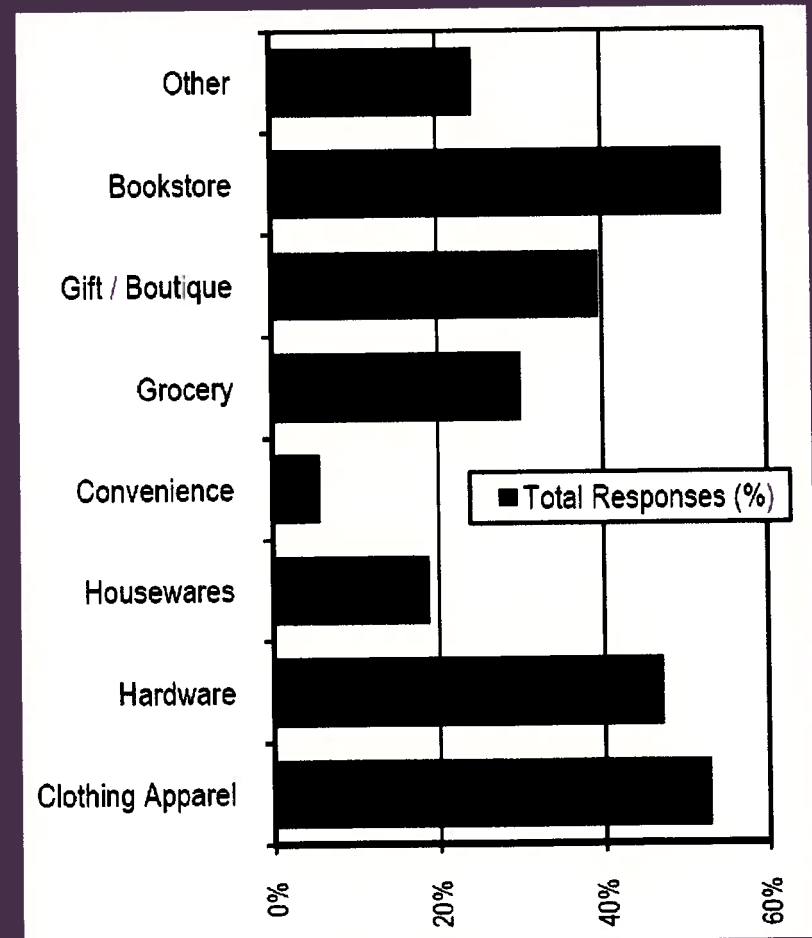 Other
Bookstore
Gift / Boutique
Grocery
Convenience
Total Responses (%)
Housewares
Hardware
Clothing Apparel
0%
20%
40%
60%